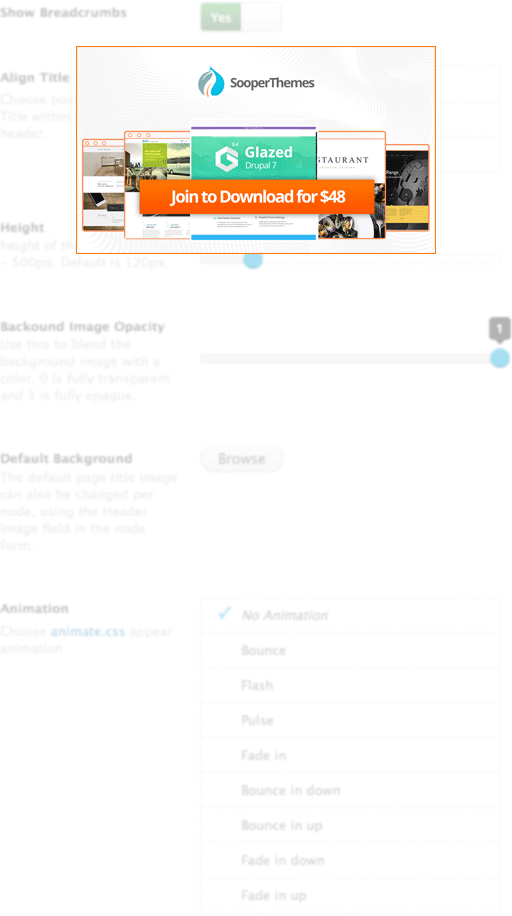 Show Breadcrumbs
Yes
Align Title
Choose pos
Title within
header.
SooperThemes
1.4
Glazed
Drupal 7
STAURANT
Range.
Join to Download for $48
Height
height of the
- 500px. Default is 120px.
Backound Image Opacity
Use this to blend the
background image with a
color. 0 is fully transparent
and 1 is fully opaque.
1
Default Background
Browse
The default page title image
can also be changed per
node, using the Header
image field in the node
form.
Animation
Choose animate.css appear
animation
No Animation
Bounce
Flash
Pulse
Fade in
Bounce in down
Bounce in up
Fade in down
Fade in up